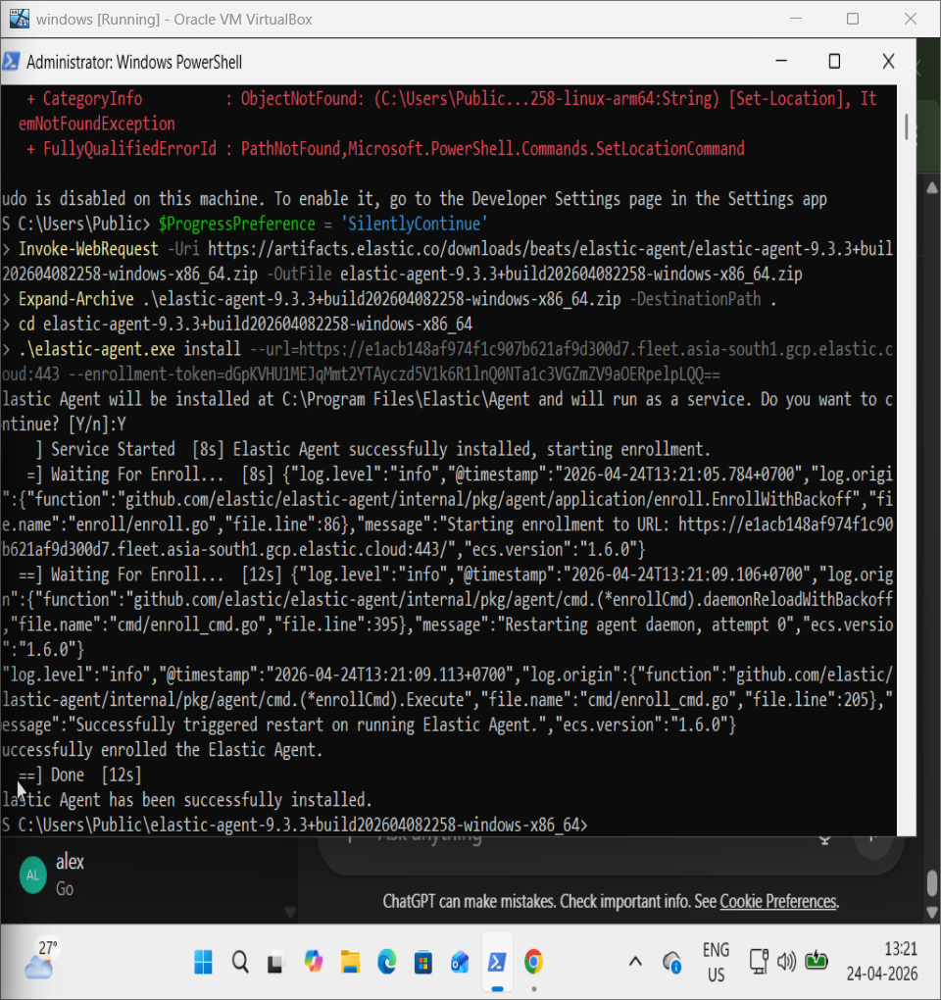 windows [Running] - Oracle VM VirtualBox
Administrator: Windows PowerShell
+ CategoryInfo : ObjectNotFound: (C:\Users\Public...258-linux-arm64:String) [Set-Location], It
emNotFoundException
+ FullyQualifiedErrorId : PathNotFound,Microsoft.PowerShell.Commands.SetLocationCommand
udo is disabled on this machine. To enable it, go to the Developer Settings page in the Settings app
S C:\Users\Public> $ProgressPreference = 'SilentlyContinue'
> Invoke-WebRequest -Uri https://artifacts.elastic.co/downloads/beats/elastic-agent/elastic-agent-9.3.3+buil
202604082258-windows-x86_64.zip -OutFile elastic-agent-9.3.3+build202604082258-windows-x86_64.zip
> Expand-Archive .\elastic-agent-9.3.3+build202604082258-windows-x86_64.zip -DestinationPath .
> cd elastic-agent-9.3.3+build202604082258-windows-x86_64
> .\elastic-agent.exe install --url=https://e1acb148af974f1c907b621af9d300d7.fleet.asia-south1.gcp.elastic.c
oud:443 --enrollment-token=dGpKVHU1MEJqMmt2YTAyczd5V1k6R1lnQ0NTa1c3VGZmZV9aOERpelpLQQ==
lastic Agent will be installed at C:\Program Files\Elastic\Agent and will run as a service. Do you want to c
ntinue? [Y/n]:Y
] Service Started [8s] Elastic Agent successfully installed, starting enrollment.
=] Waiting For Enroll... [8s] {"log.level":"info","@timestamp":"2026-04-24T13:21:05.784+0700","log.origi
":{"function":"github.com/elastic/elastic-agent/internal/pkg/agent/application/enroll.EnrollWithBackoff","fi
e.name":"enroll/enroll.go","file.line":86},"message":"Starting enrollment to URL: https://e1acb148af974f1c90
b621af9d300d7.fleet.asia-south1.gcp.elastic.cloud:443/","ecs.version":"1.6.0"}
==] Waiting For Enroll... [12s] {"log.level":"info","@timestamp":"2026-04-24T13:21:09.106+0700","log.orig
n":{"function":"github.com/elastic/elastic-agent/internal/pkg/agent/cmd.(*enrollCmd).daemonReloadWithBackoff
,"file.name":"cmd/enroll_cmd.go","file.line":395},"message":"Restarting agent daemon, attempt 0","ecs.versio
":"1.6.0"}
"log.level":"info","@timestamp":"2026-04-24T13:21:09.113+0700","log.origin":{"function":"github.com/elastic/
lastic-agent/internal/pkg/agent/cmd.(*enrollCmd).Execute","file.name":"cmd/enroll_cmd.go","file.line":205},"
essage":"Successfully triggered restart on running Elastic Agent.","ecs.version":"1.6.0"}
uccessfully enrolled the Elastic Agent.
==] Done [12s]
lastic Agent has been successfully installed.
S C:\Users\Public\elastic-agent-9.3.3+build202604082258-windows-x86_64>
Ask anything
AL
alex
Go
ChatGPT can make mistakes. Check important info. See Cookie Preferences.
27°
ENG
US
13:21
24-04-2026